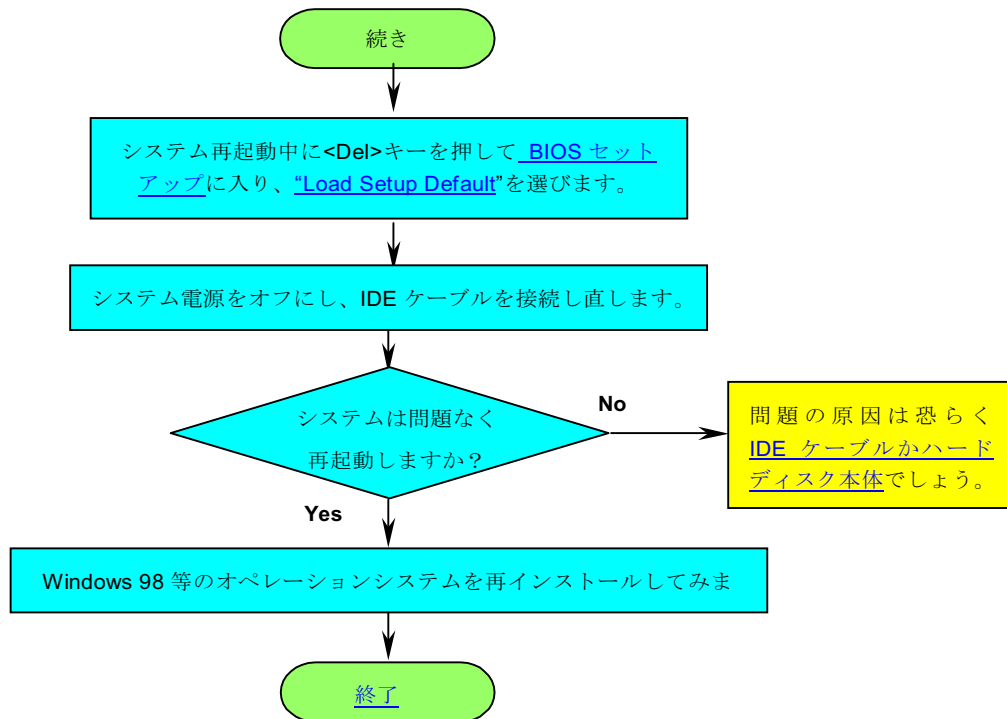 続き
システム再起動中に<Del>キーを押して BIOS セット
アップに入り、“Load Setup Default”を選びます。
システム電源をオフにし、IDE ケーブルを接続し直します。
システムは問題なく
再起動しますか？
No
問題の原因は恐らく
IDE ケーブルかハード
ディスク本体でしょう。
Yes
Windows 98 等のオペレーションシステムを再インストールしてみま
終了